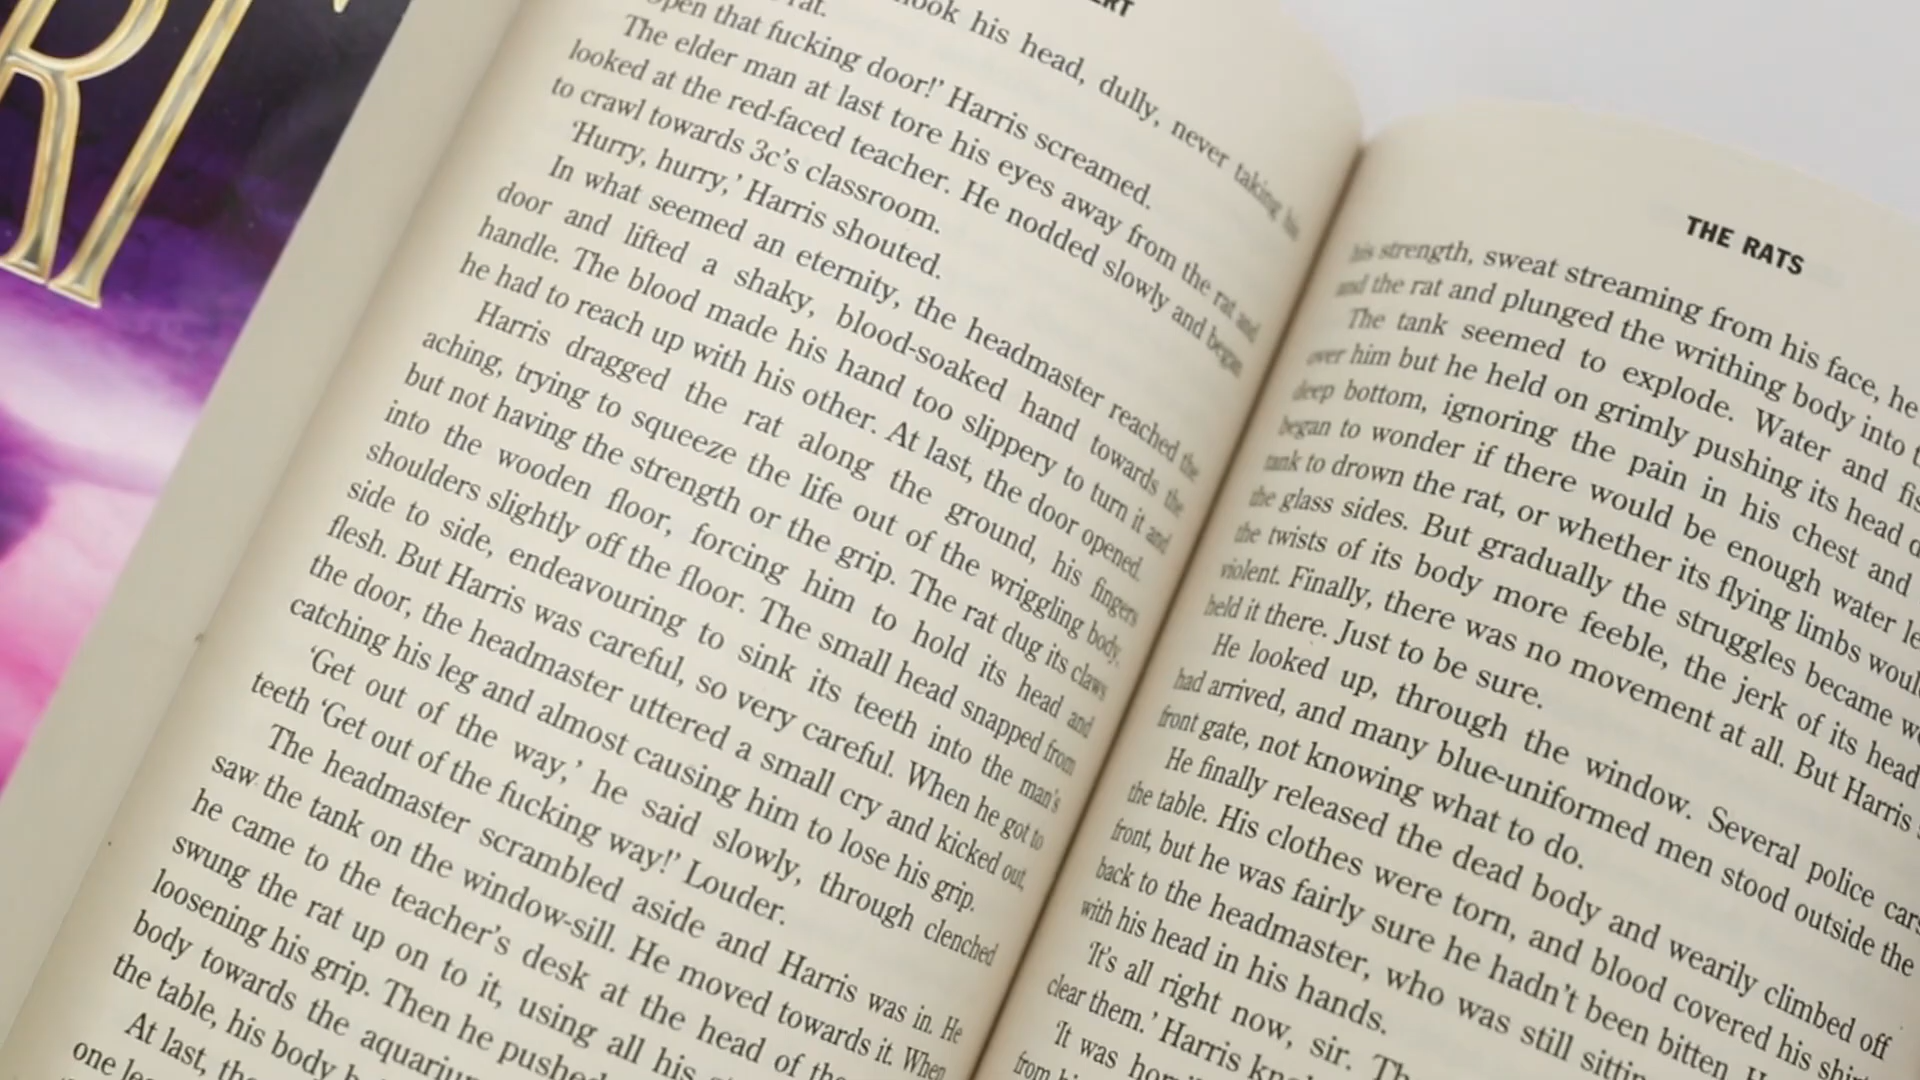 RT
ERT
shook his head, dully, never taking his
rat.
'Open that fucking door!' Harris screamed.
The elder man at last tore his eyes away from the rat and
looked at the red-faced teacher. He nodded slowly and began
to crawl towards 3c's classroom.
'Hurry, hurry,' Harris shouted.
In what seemed an eternity, the headmaster reached the
door and lifted a shaky, blood-soaked hand towards the
handle. The blood made his hand too slippery to turn it and
he had to reach up with his other. At last, the door opened.
Harris dragged the rat along the ground, his fingers
aching, trying to squeeze the life out of the wriggling body,
but not having the strength or the grip. The rat dug its claws
into the wooden floor, forcing him to hold its head and
shoulders slightly off the floor. The small head snapped from
side to side, endeavouring to sink its teeth into the man's
flesh. But Harris was careful, so very careful. When he got to
the door, the headmaster uttered a small cry and kicked out,
catching his leg and almost causing him to lose his grip.
'Get out of the way,' he said slowly, through clenched
teeth 'Get out of the fucking way!' Louder.
The headmaster scrambled aside and Harris was in. He
saw the tank on the window-sill. He moved towards it. When
he came to the teacher's desk at the head of the
swung the rat up on to it, using all his
loosening his grip. Then he pushed
body towards the aquarium
the table, his body
At last, the
one leg
THE RATS
his strength, sweat streaming from his face, he
and the rat and plunged the writhing body into
The tank seemed to explode. Water and
over him but he held on grimly pushing its head
deep bottom, ignoring the pain in his chest and
began to wonder if there would be enough water
tank to drown the rat, or whether its flying limbs would
the glass sides. But gradually the struggles became
the twists of its body more feeble, the jerk of its head
violent. Finally, there was no movement at all. But Harris
held it there. Just to be sure.
He looked up, through the window. Several police cars
had arrived, and many blue-uniformed men stood outside the
front gate, not knowing what to do.
He finally released the dead body and wearily climbed off
the table. His clothes were torn, and blood covered his shirt
front, but he was fairly sure he hadn't been bitten.
back to the headmaster, who was still sitting
with his head in his hands.
'It's all right now, sir.
clear them.' Harris
'It was
from